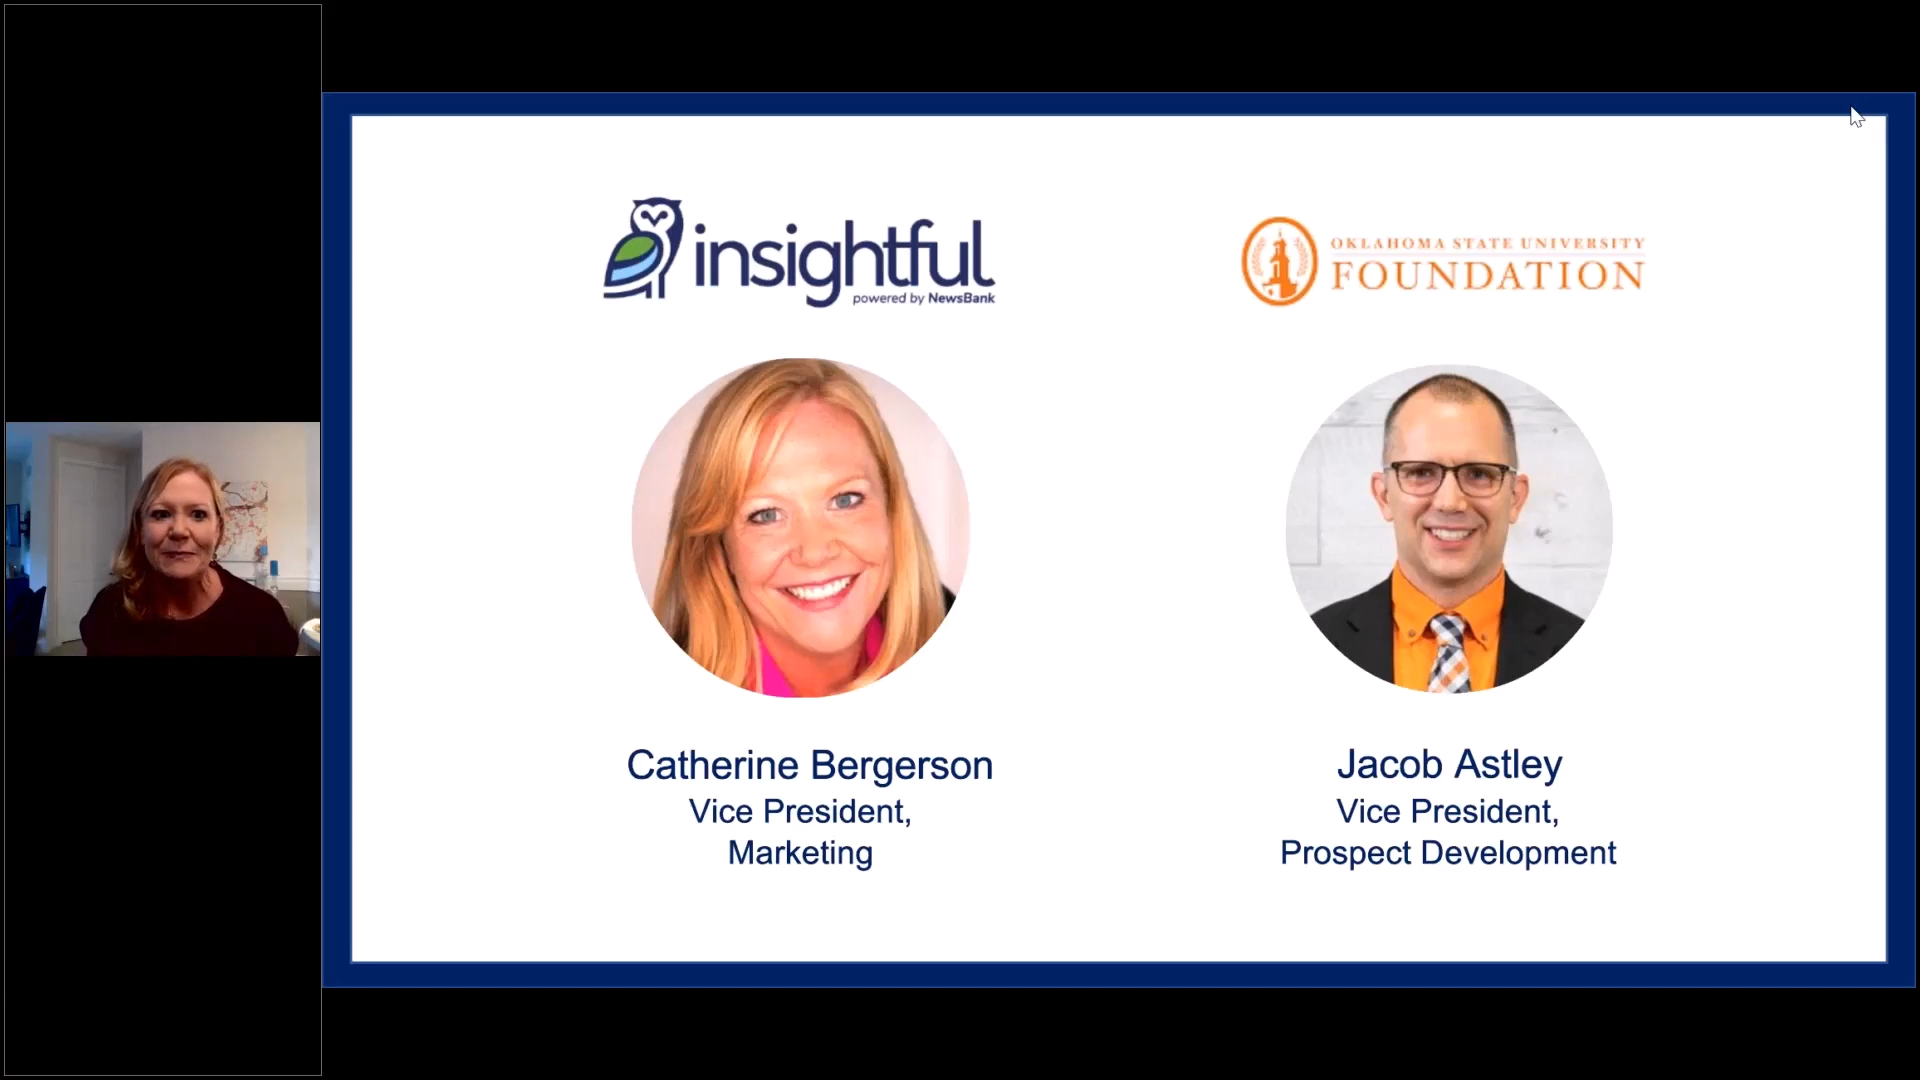 insightful
powered by NewsBank
OKLAHOMA STATE UNIVERSITY
FOUNDATION
Catherine Bergerson
Vice President,
Marketing
Jacob Astley
Vice President,
Prospect Development